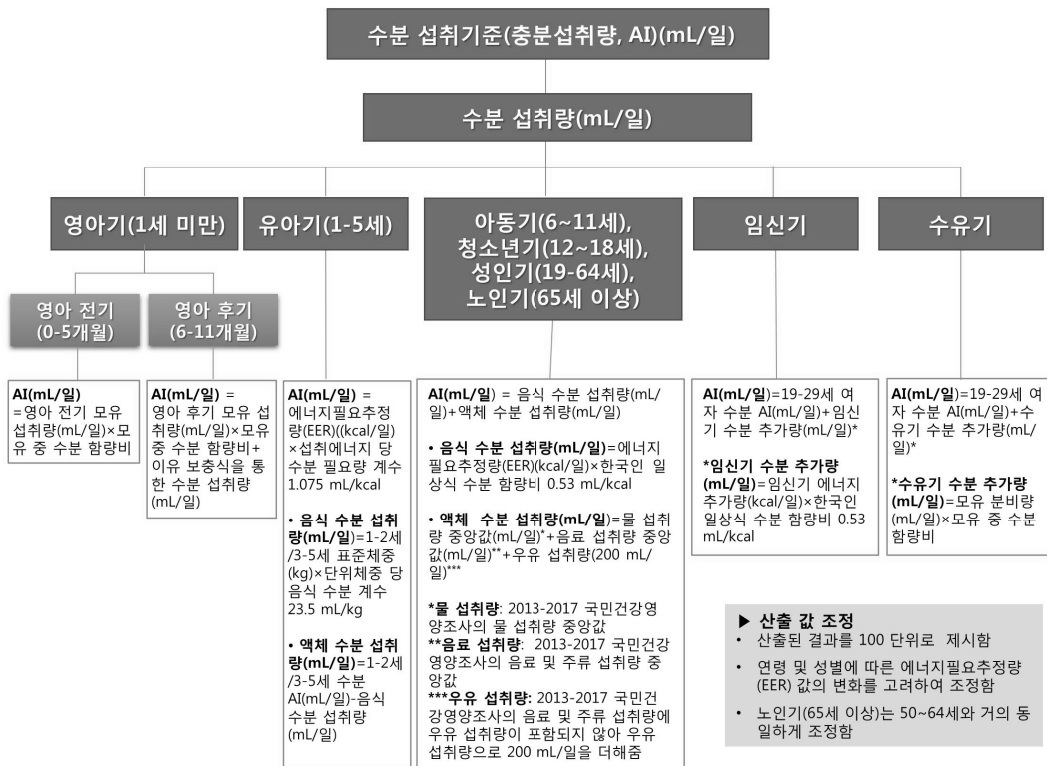 수분 섭취기준(충분섭취량, AI)(mL/일)
수분 섭취량(mL/일)
영아기(1세 미만)
유아기(1-5세)
아동기(6~11세),
청소년기(12~18세),
성인기(19-64세),
노인기(65세 이상)
임신기
수유기
영아 전기
(0-5개월)
영아 후기
(6-11개월)
AI(mL/일)
=영아 전기 모유
섭취량(mL/일)×모
유 중 수분 함량비
AI(mL/일) =
영아 후기 모유 섭
취량(mL/일)×모유
중 수분 함량비+
이유 보충식을 통
한 수분 섭취량
(mL/일)
AI(mL/일) =
에너지필요추정
량(EER)((kcal/일)
×섭취에너지 당
수분 필요량 계수
1.075 mL/kcal
• 음식 수분 섭취
량(mL/일)=1-2세
/3-5세 표준체중
(kg)×단위체중 당
음식 수분 계수
23.5 mL/kg
• 액체 수분 섭취
량(mL/일)=1-2세
/3-5세 수분
AI(mL/일)-음식
수분 섭취량
(mL/일)
AI(mL/일) = 음식 수분 섭취량(mL/
일)+액체 수분 섭취량(mL/일)
• 음식 수분 섭취량(mL/일)=에너지
필요추정량(EER)(kcal/일)×한국인 일
상식 수분 함량비 0.53 mL/kcal
• 액체 수분 섭취량(mL/일)=물 섭취
량 중앙값(mL/일)*+음료 섭취량 중앙
값(mL/일)**+우유 섭취량(200 mL/
일)***
*물 섭취량: 2013-2017 국민건강영
양조사의 물 섭취량 중앙값
**음료 섭취량: 2013-2017 국민건강
영양조사의 음료 및 주류 섭취량 중
앙값
***우유 섭취량: 2013-2017 국민건
강영양조사의 음료 및 주류 섭취량에
우유 섭취량이 포함되지 않아 우유
섭취량으로 200 mL/일을 더해줌
AI(mL/일)=19-29세 여
자 수분 AI(mL/일)+임신
기 수분 추가량(mL/일)*
*임신기 수분 추가량
(mL/일)=임신기 에너지
추가량(kcal/일)×한국인
일상식 수분 함량비 0.53
mL/kcal
AI(mL/일)=19-29세 여
자 수분 AI(mL/일)+수
유기 수분 추가량(mL/
일)*
*수유기 수분 추가량
(mL/일)=모유 분비량
(mL/일)×모유 중 수분
함량비
▶ 산출 값 조정
• 산출된 결과를 100 단위로 제시함
• 연령 및 성별에 따른 에너지필요추정량
(EER) 값의 변화를 고려하여 조정함
• 노인기(65세 이상)는 50~64세와 거의 동
일하게 조정함